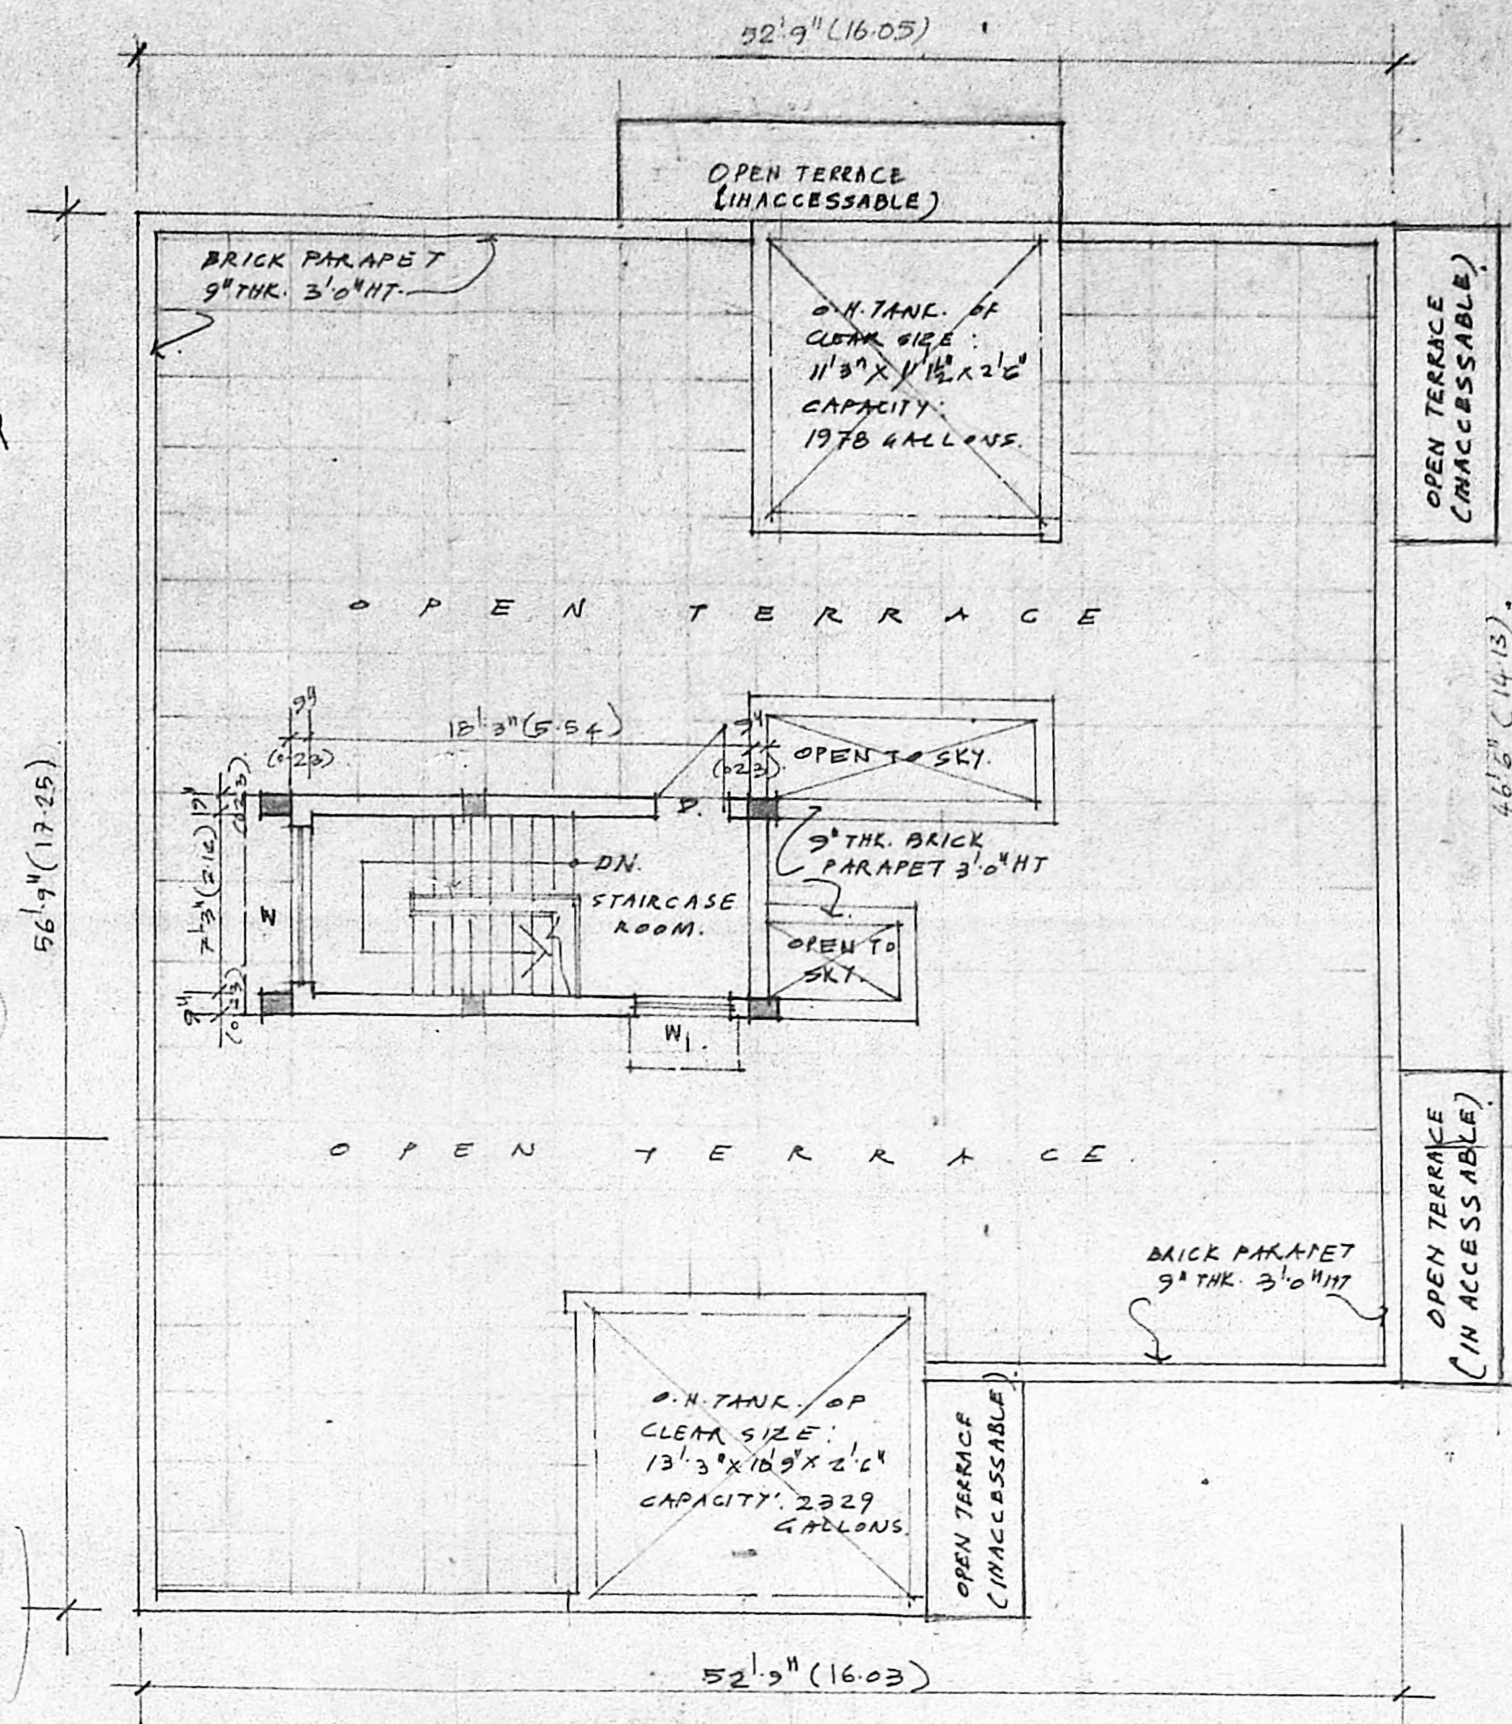 52'.9"(16.05)
OPEN TERRACE
(INACCESSABLE)
BRICK PARAPET
9" THK. 3'.0" HT.
O.H. TANK. OF
CLEAR SIZE:
11'3" X 11'1½" X 2'6"
CAPACITY:
1978 GALLONS.
OPEN TERRACE
(INACCESSABLE).
OPEN TERRACE
46'6" (14.13).
9"
(0.23)
18'.3"(5.54)
9"
(023).
OPEN TO SKY.
56'.9"(17.25)
9"
(0.23)
7'.3"(2.12)
9"
(0.23)
D.
9" THK. BRICK
PARAPET 3'.0" HT
DN.
STAIRCASE
ROOM.
OPEN TO
SKY.
W1.
OPEN TERRACE.
BRICK PARAPET
9" THK. 3'.0" HT
OPEN TERRACE
(IN ACCESSABLE).
O.H. TANK. OF
CLEAR SIZE:
13'.3" X 10'9" X 2'.6"
CAPACITY: 2329
GALLONS.
OPEN TERRACE
(INACCESSABLE).
52'.9" (16.03)